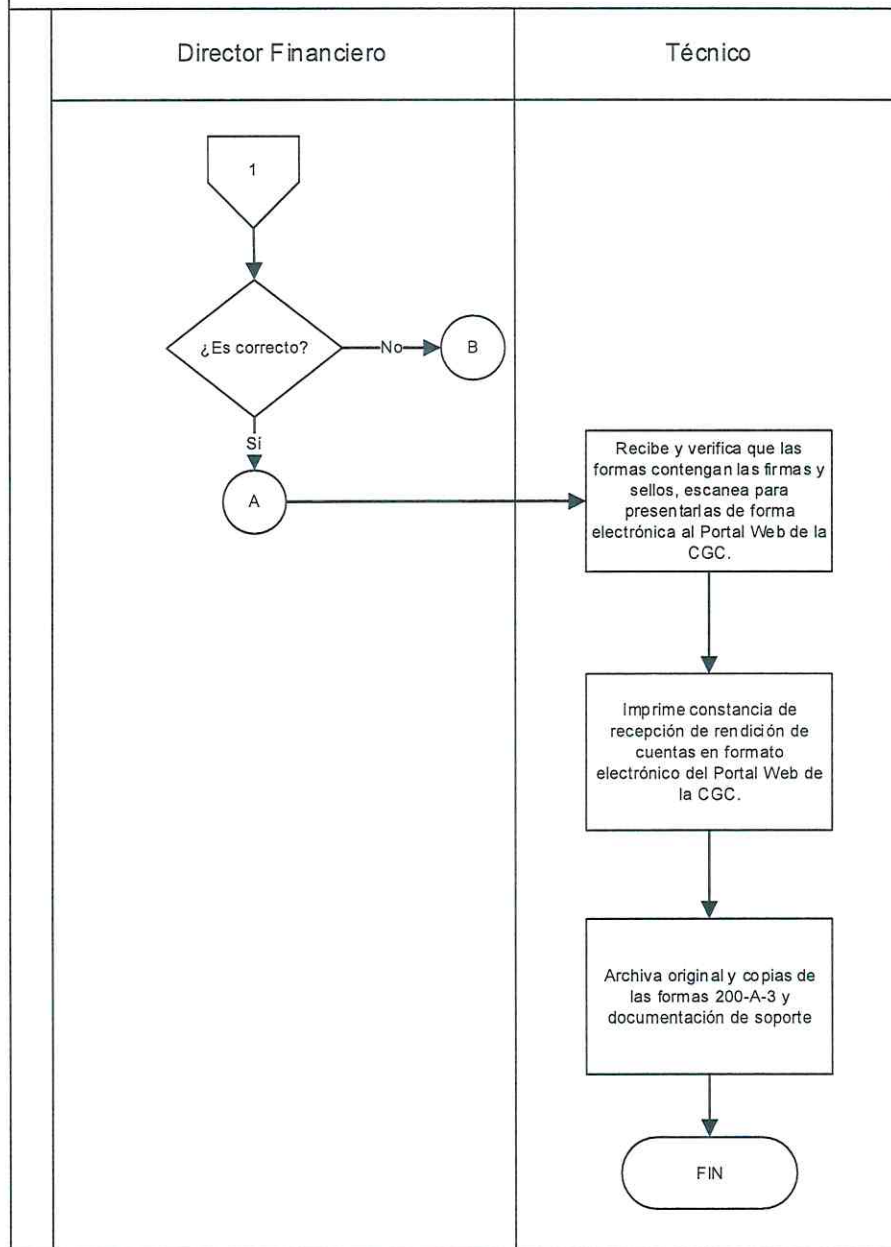 Director Financiero
Técnico
1
¿Es correcto?
No
B
Sí
A
Recibe y verifica que las
formas contengan las firmas y
sellos, escanea para
presentarlas de forma
electrónica al Portal Web de la
CGC.
Imprime constancia de
recepción de rendición de
cuentas en formato
electrónico del Portal Web de
la CGC.
Archiva original y copias de
las formas 200-A-3 y
documentación de soporte
FIN